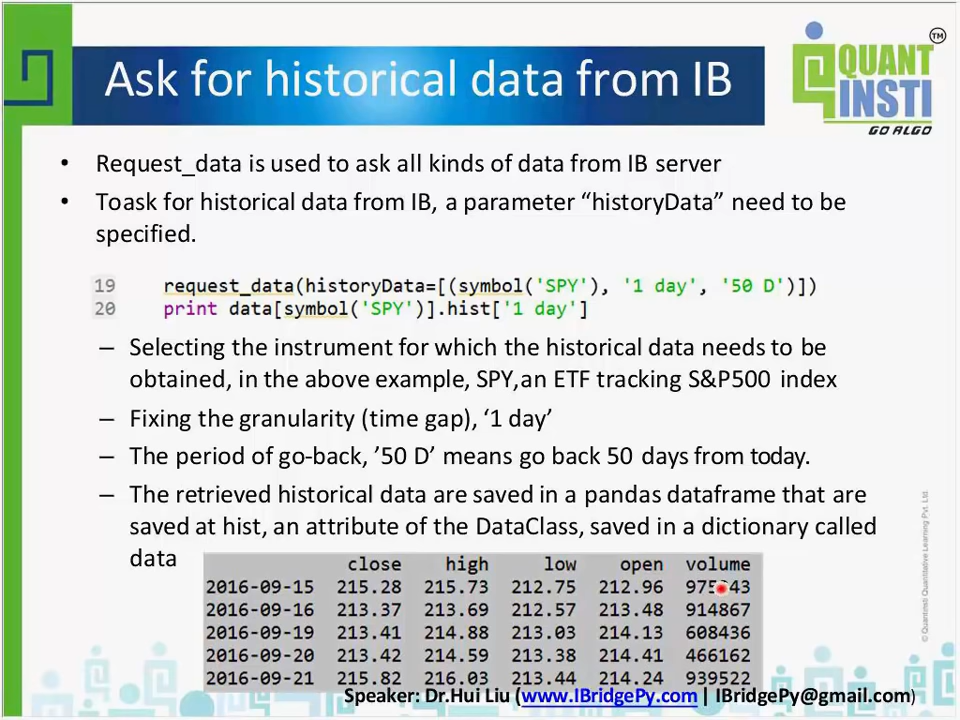 Ask for historical data from IB
QUANT
INSTI
TM
GO ALGO
• Request_data is used to ask all kinds of data from IB server
• Toask for historical data from IB, a parameter “historyData” need to be
specified.
19 request_data(historyData=[(symbol('SPY'), '1 day', '50 D')])
20 print data[symbol('SPY')].hist['1 day']
– Selecting the instrument for which the historical data needs to be
obtained, in the above example, SPY,an ETF tracking S&P500 index
– Fixing the granularity (time gap), ‘1 day’
– The period of go-back, ’50 D’ means go back 50 days from today.
– The retrieved historical data are saved in a pandas dataframe that are
saved at hist, an attribute of the DataClass, saved in a dictionary called
data
close high low open volume
2016-09-15 215.28 215.73 212.75 212.96
2016-09-16 213.37 213.69 212.57 213.48 914867
2016-09-19 213.41 214.88 213.03 214.13 608436
2016-09-20 213.42 214.59 213.38 214.41 466162
2016-09-21 215.82 216.03 213.44 214.24 939522
Speaker: Dr.Hui Liu (www.IBridgePy.com | IBridgePy@gmail.com)
© Quantinsti Quantitative Learning Pvt. Ltd.